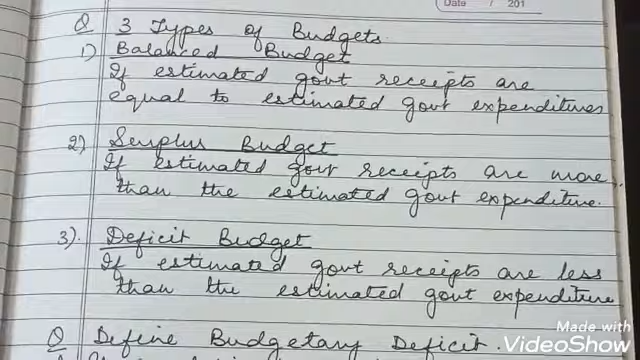 Date / 201
Q 3 Types of Budgets.
1) Balanced Budget
If estimated govt receipts are
equal to estimated govt expenditures
2) Surplus Budget
If estimated govt receipts are more
than the estimated govt expenditure.
3). Deficit Budget
If estimated govt receipts are less
than the estimated govt expenditure
Q Define Budgetary Deficit.
Made with
VideoShow